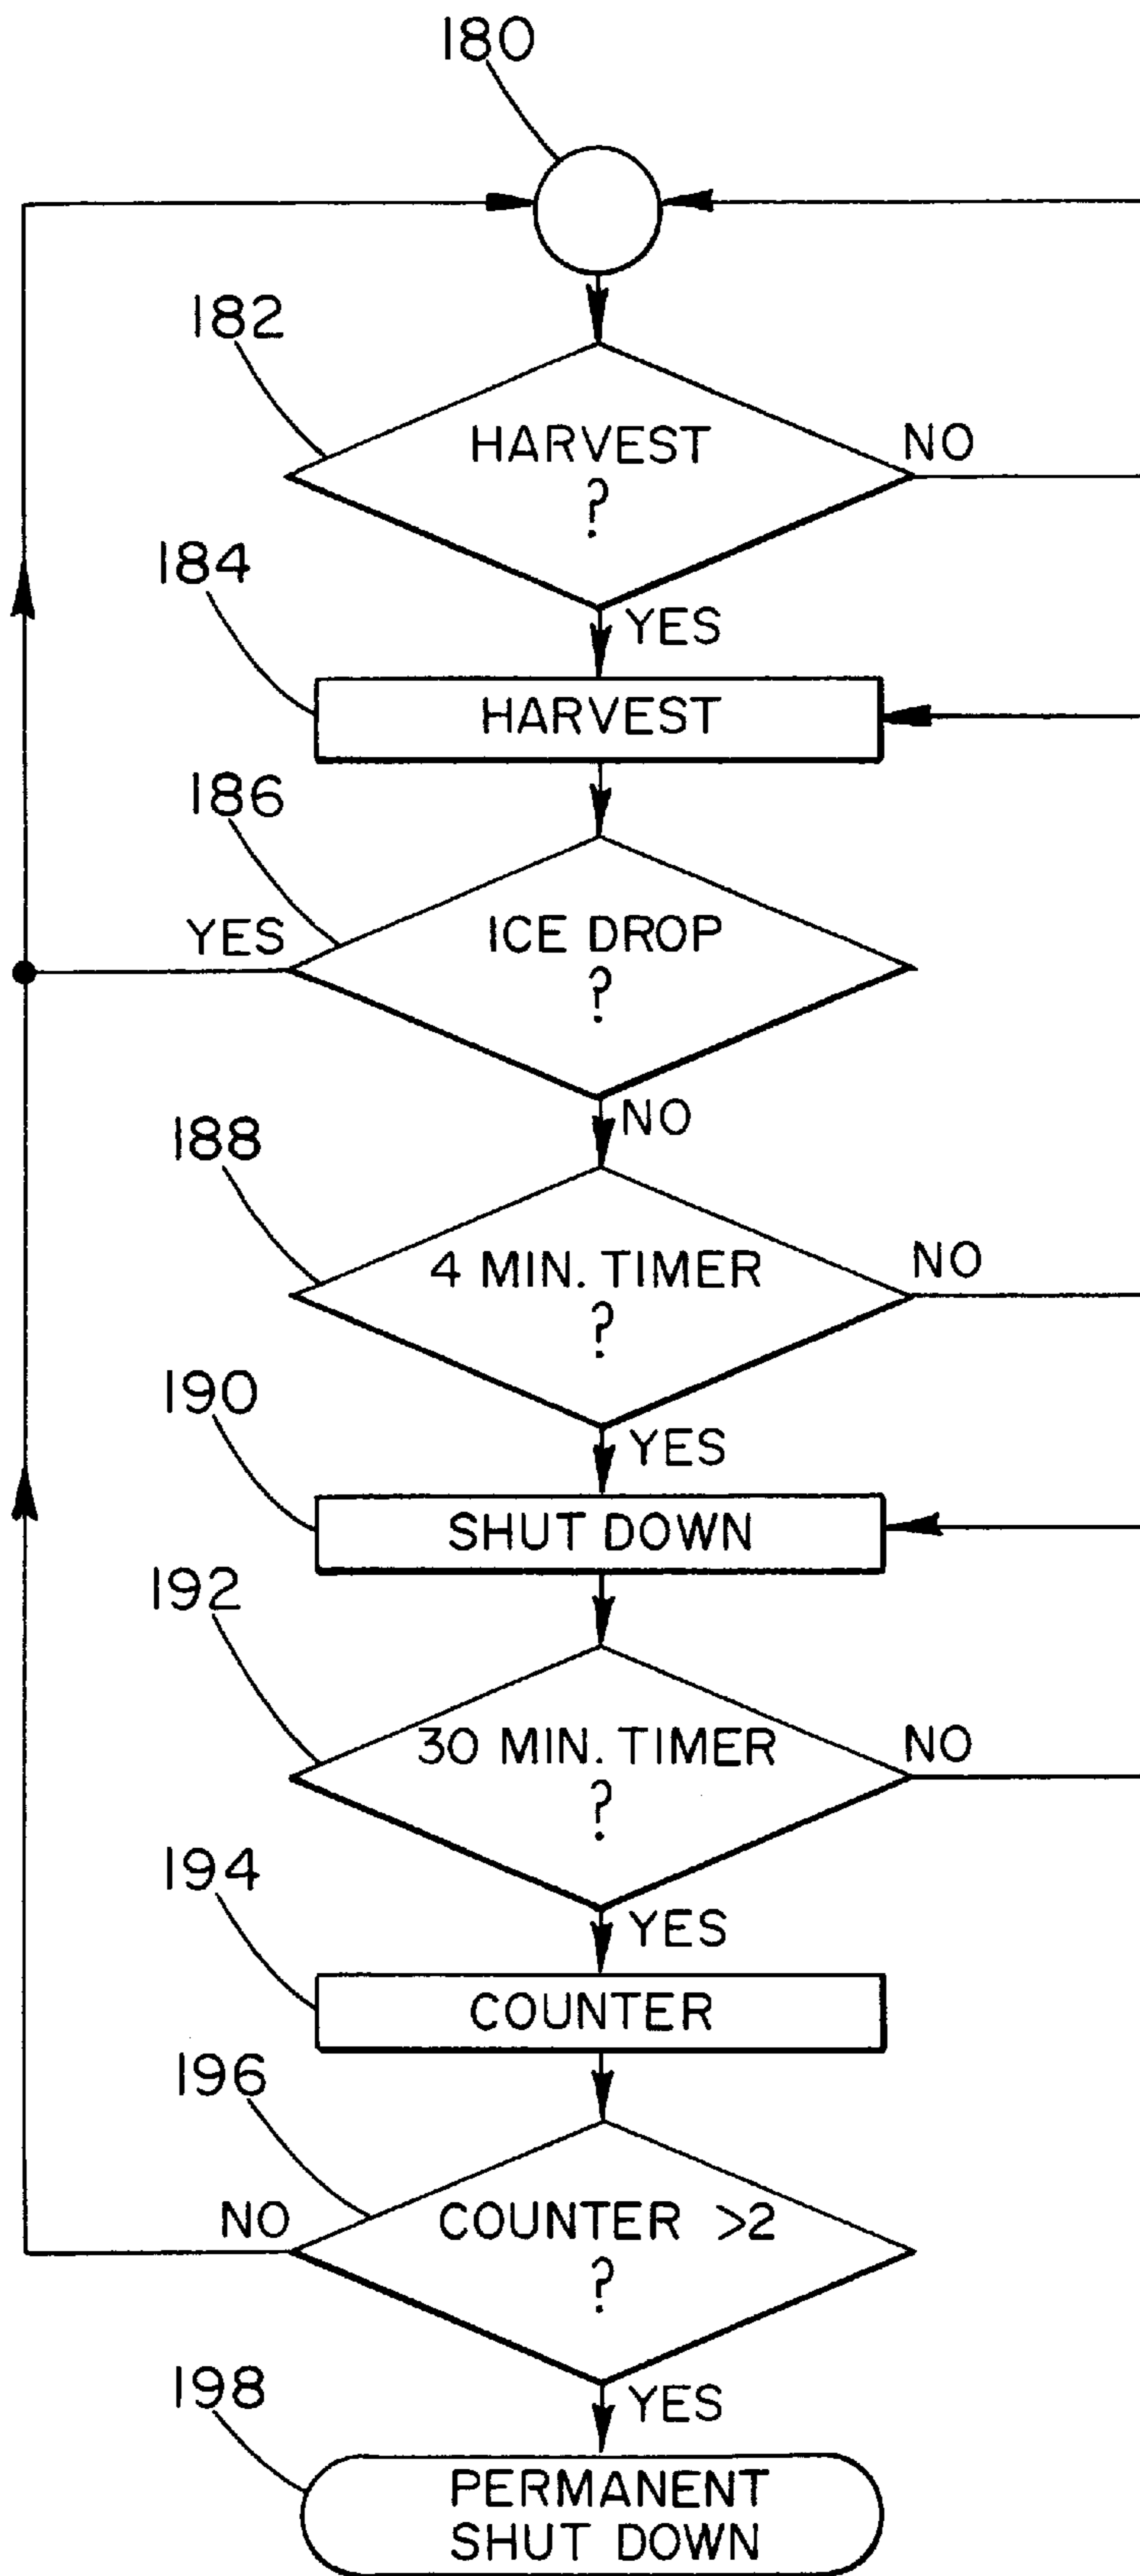 180
182
HARVEST
?
NO
YES
184
HARVEST
186
ICE DROP
?
YES
NO
188
4 MIN. TIMER
?
NO
YES
190
SHUT DOWN
192
30 MIN. TIMER
?
NO
YES
194
COUNTER
196
COUNTER >2
?
NO
YES
198
PERMANENT
SHUT DOWN